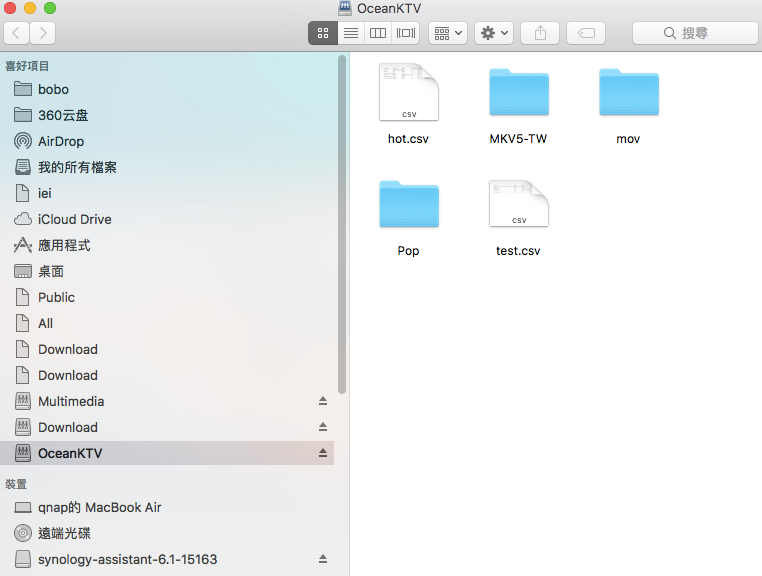 OceanKTV
搜尋
喜好項目
bobo
360云盘
AirDrop
我的所有檔案
iei
iCloud Drive
應用程式
桌面
Public
All
Download
Download
Multimedia
Download
OceanKTV
裝置
qnap的 MacBook Air
遠端光碟
synology-assistant-6.1-15163
CSV
hot.csv
MKV5-TW
mov
Pop
CSV
test.csv